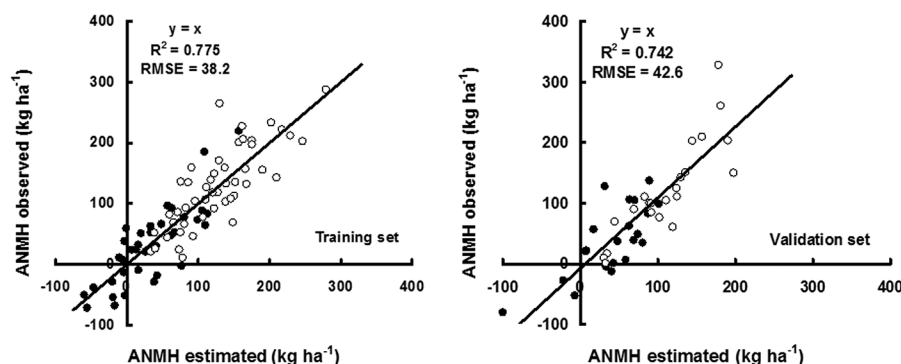 400
y = x
R² = 0.775
RMSE = 38.2
300
200
100
0
-100
-100
0
100
200
300
400
Training set
ANMH observed (kg ha⁻¹)
ANMH estimated (kg ha⁻¹)
400
y = x
R² = 0.742
RMSE = 42.6
300
200
100
0
-100
-100
0
100
200
300
400
Validation set
ANMH observed (kg ha⁻¹)
ANMH estimated (kg ha⁻¹)